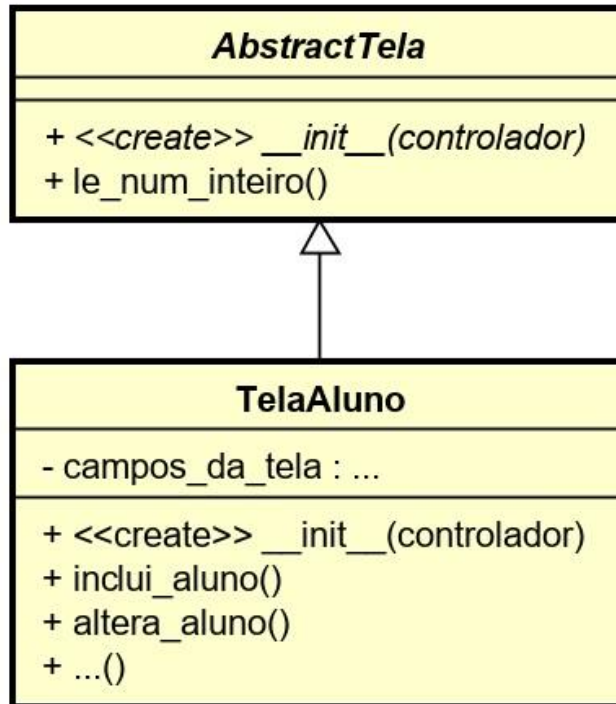 AbstractTela
+ <<create>> __init__(controlador)
+ le_num_inteiro()
TelaAluno
- campos_da_tela : ...
+ <<create>> __init__(controlador)
+ inclui_aluno()
+ altera_aluno()
+ ...()